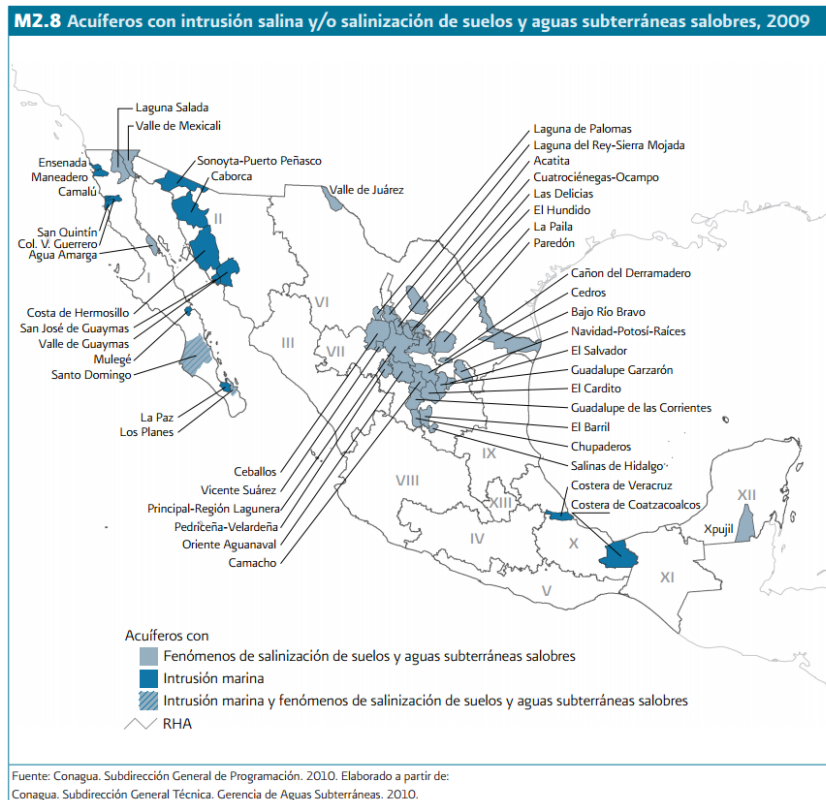 M2.8 Acuíferos con intrusión salina y/o salinización de suelos y aguas subterráneas salobres, 2009
Laguna Salada
Valle de Mexicali
Ensenada
Maneadero
Camalú
Sonoyta-Puerto Peñasco
Caborca
San Quintín
Col. V. Guerrero
Agua Amarga
Valle de Juárez
Laguna de Palomas
Laguna del Rey-Sierra Mojada
Acatita
Cuatrociénegas-Ocampo
Las Delicias
El Hundido
La Paila
Paredón
Cañon del Derramadero
Cedros
Bajo Río Bravo
Navidad-Potosí-Raíces
El Salvador
Guadalupe Garzarón
El Cardito
Guadalupe de las Corrientes
El Barril
Chupaderos
Salinas de Hidalgo
Costera de Veracruz
Costera de Coatzacoalcos
Costa de Hermosillo
San José de Guaymas
Valle de Guaymas
Mulegé
Santo Domingo
La Paz
Los Planes
Ceballos
Vicente Suárez
Principal-Región Lagunera
Pedriceña-Velardeña
Oriente Aguanaval
Camacho
Xpujil
I
II
III
IV
V
VI
VII
VIII
IX
X
XI
XII
XIII
Acuíferos con
Fenómenos de salinización de suelos y aguas subterráneas salobres
Intrusión marina
Intrusión marina y fenómenos de salinización de suelos y aguas subterráneas salobres
RHA
Fuente: Conagua. Subdirección General de Programación. 2010. Elaborado a partir de:
Conagua. Subdirección General Técnica. Gerencia de Aguas Subterráneas. 2010.